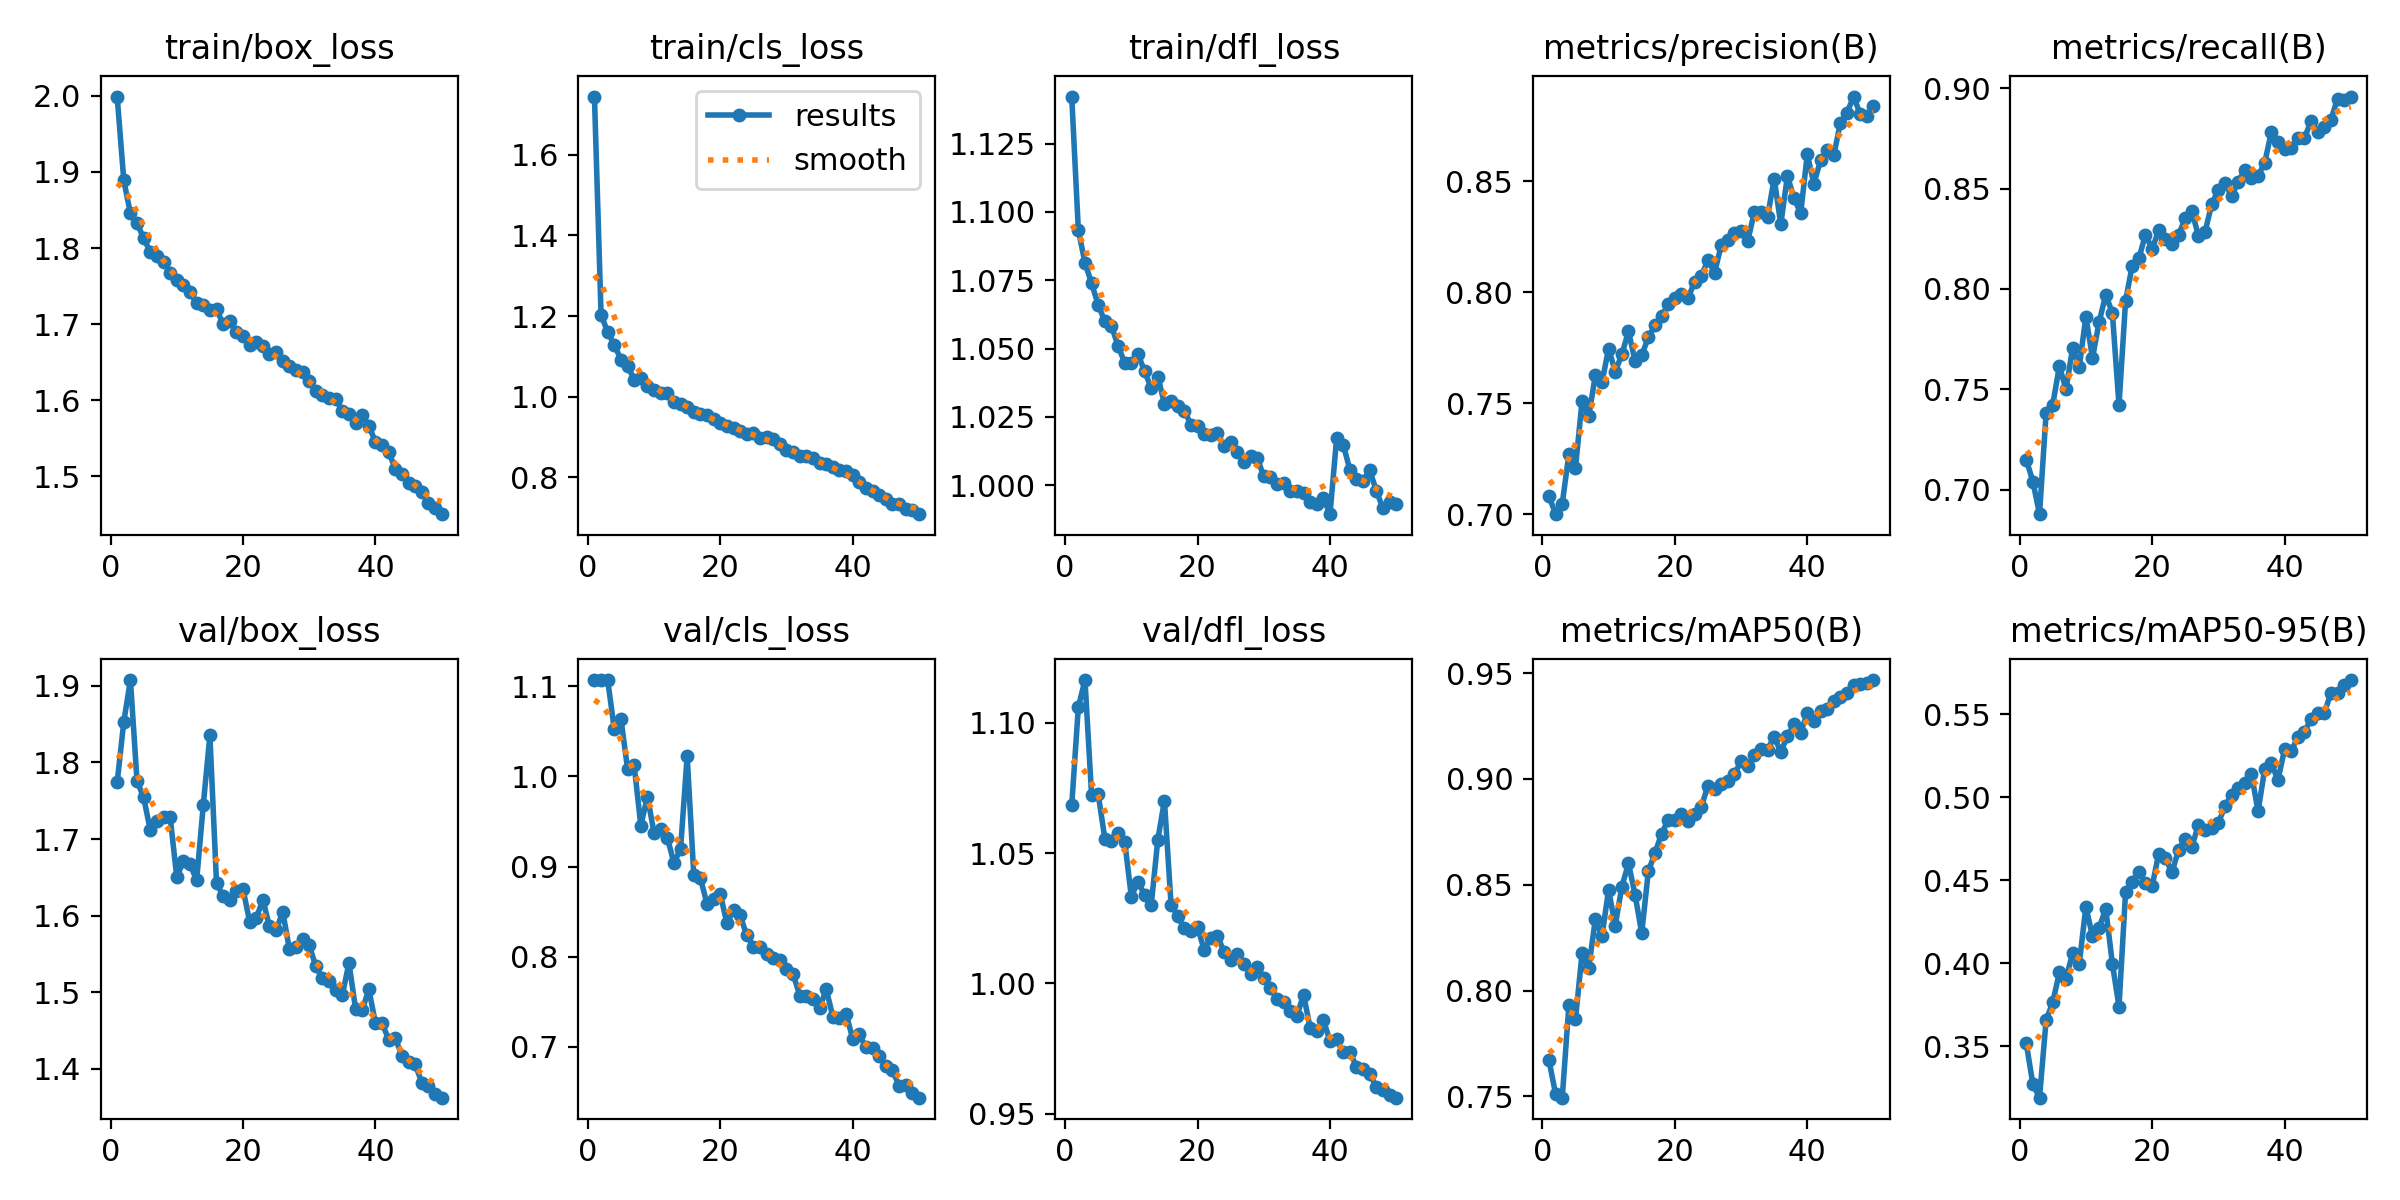 train/box_loss
2.0
1.9
1.8
1.7
1.6
1.5
0 20 40
train/cls_loss
results
smooth
1.6
1.4
1.2
1.0
0.8
0 20 40
train/dfl_loss
1.125
1.100
1.075
1.050
1.025
1.000
0 20 40
metrics/precision(B)
0.85
0.80
0.75
0.70
0 20 40
metrics/recall(B)
0.90
0.85
0.80
0.75
0.70
0 20 40
val/box_loss
1.9
1.8
1.7
1.6
1.5
1.4
0 20 40
val/cls_loss
1.1
1.0
0.9
0.8
0.7
0 20 40
val/dfl_loss
1.10
1.05
1.00
0.95
0 20 40
metrics/mAP50(B)
0.95
0.90
0.85
0.80
0.75
0 20 40
metrics/mAP50-95(B)
0.55
0.50
0.45
0.40
0.35
0 20 40